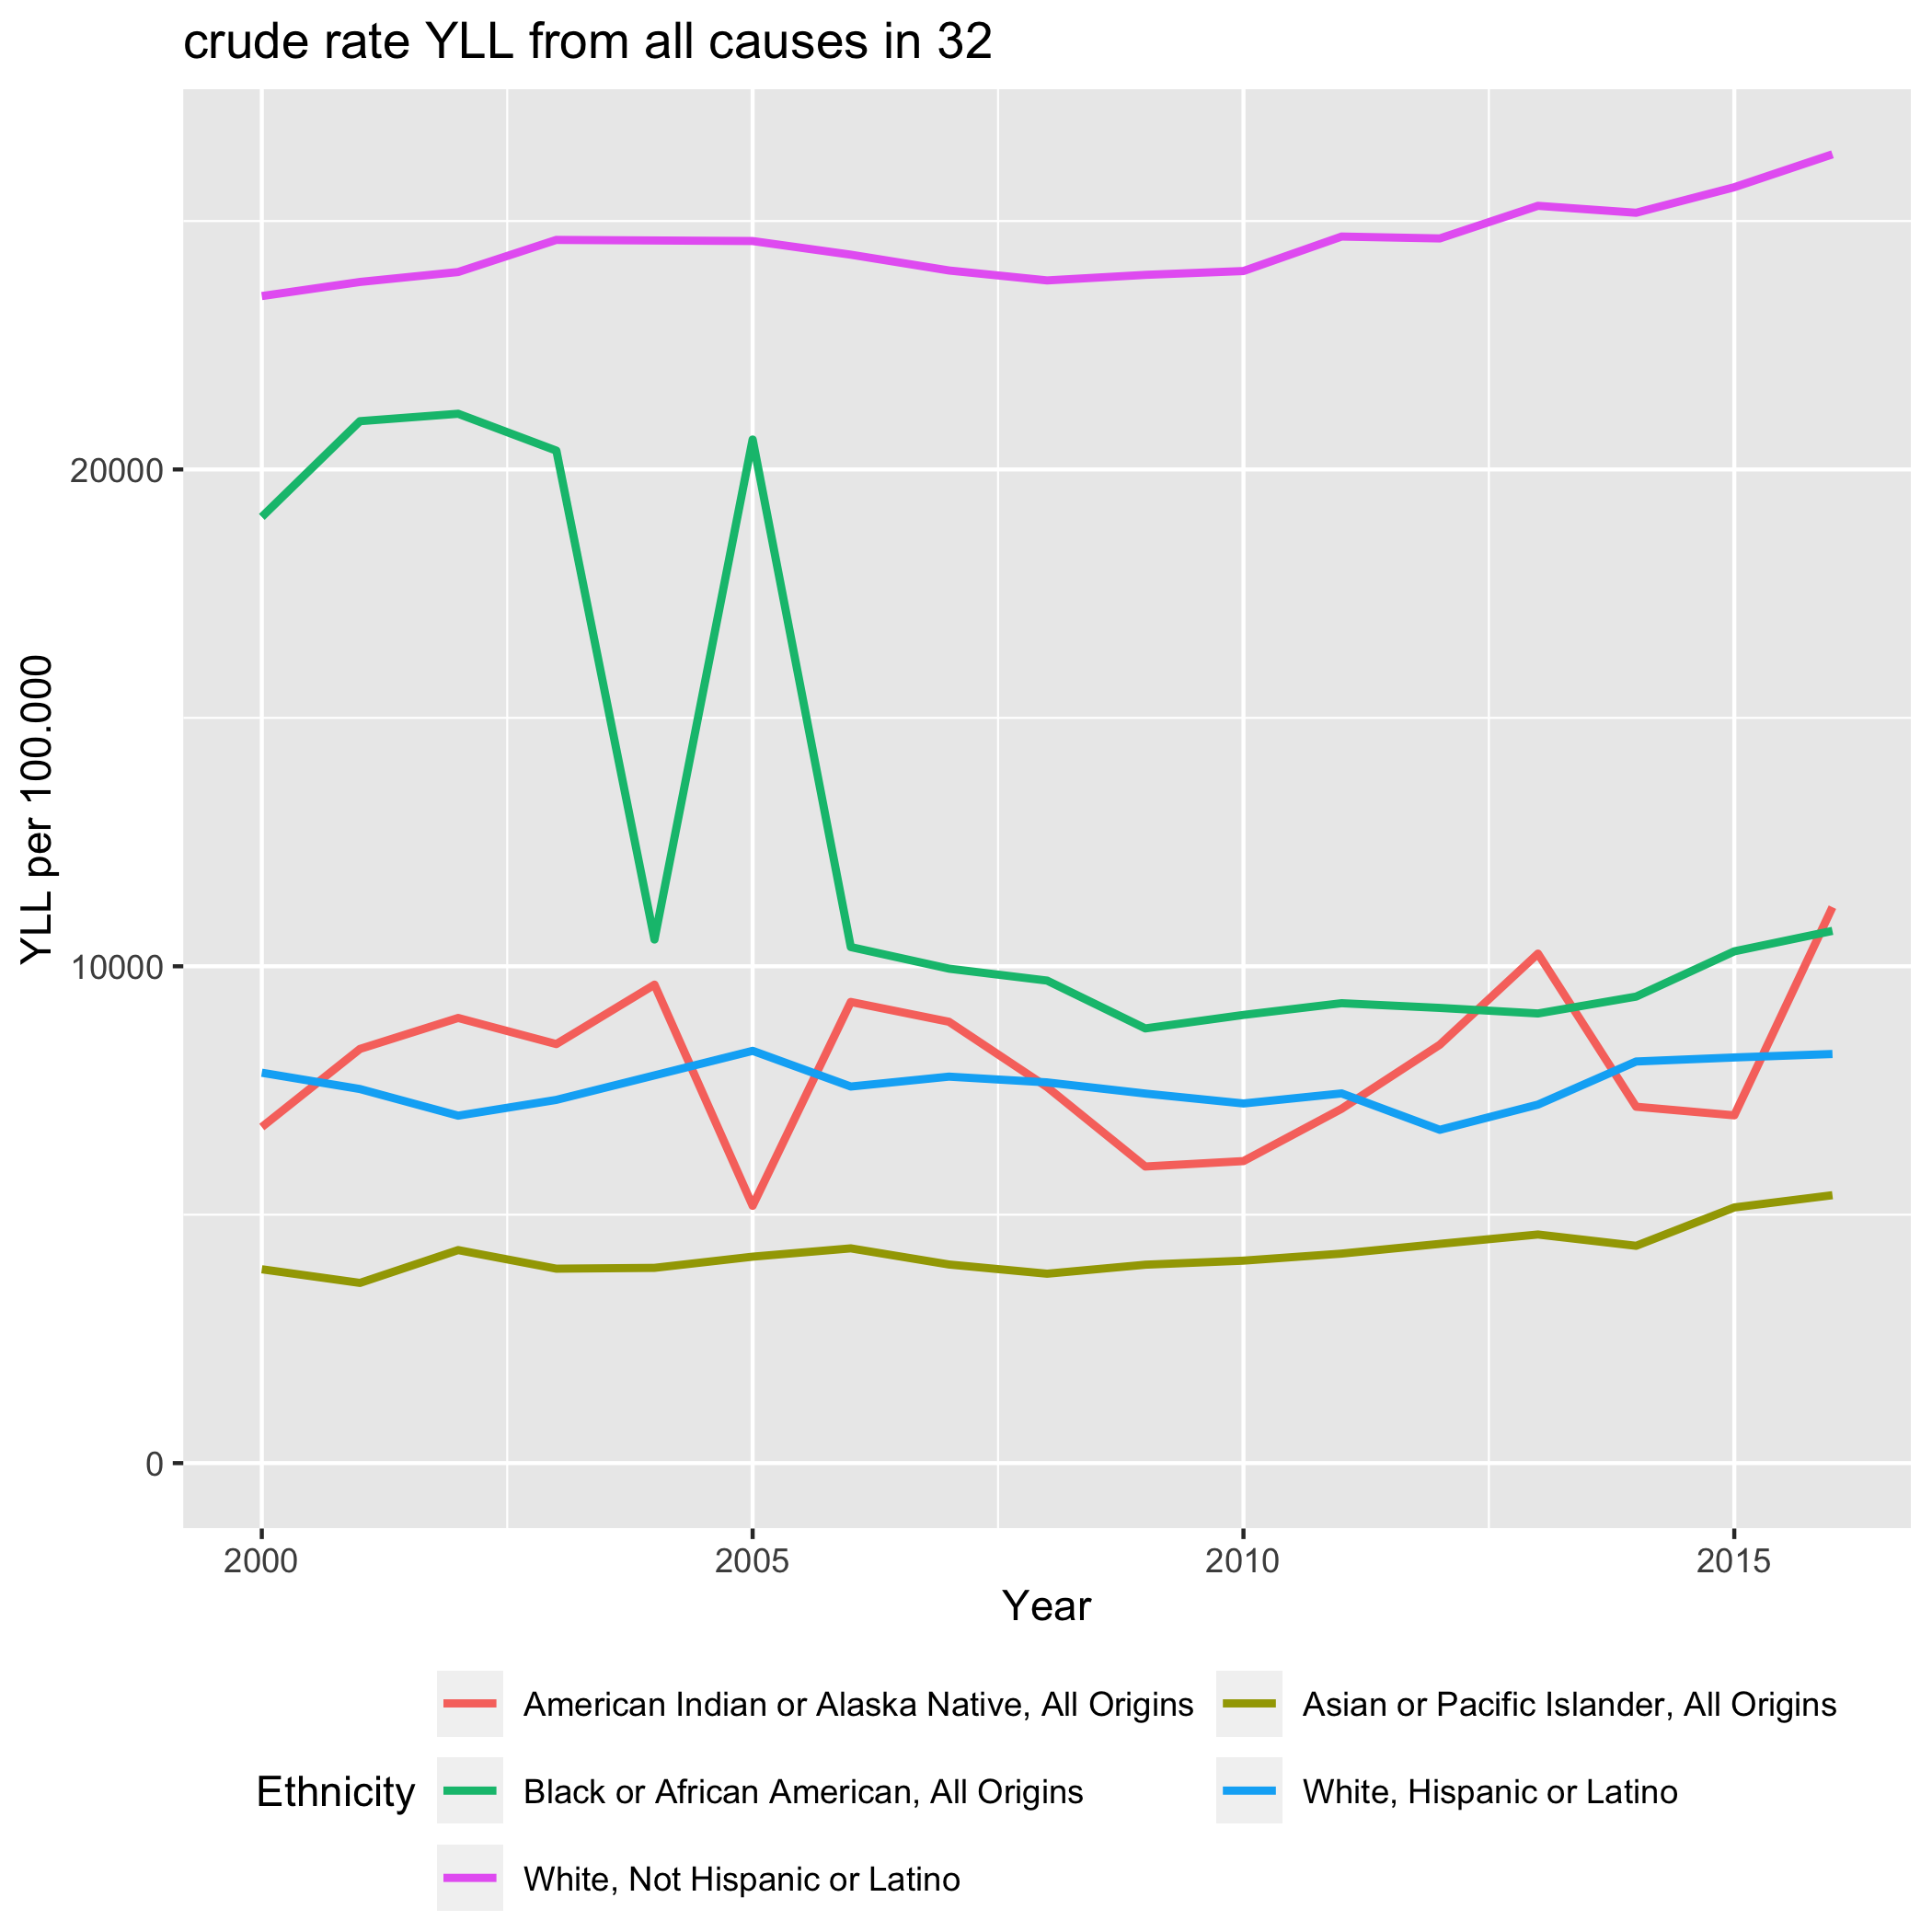 crude rate YLL from all causes in 32
YLL per 100.000
20000
10000
0
2000 2005 2010 2015
Year
Ethnicity
American Indian or Alaska Native, All Origins
Asian or Pacific Islander, All Origins
Black or African American, All Origins
White, Hispanic or Latino
White, Not Hispanic or Latino